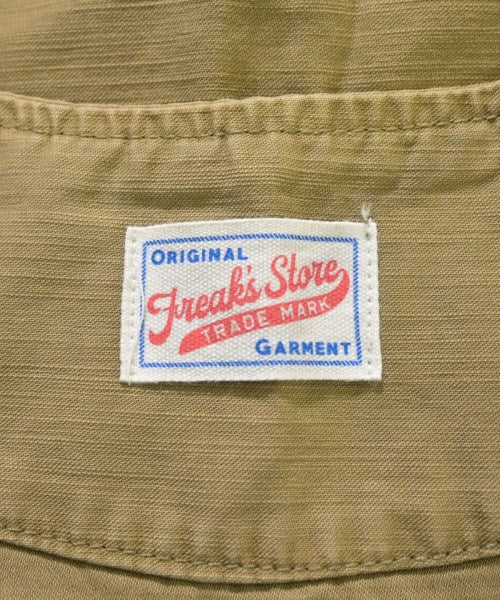 ORIGINAL
Freak's Store
TRADE MARK
GARMENT